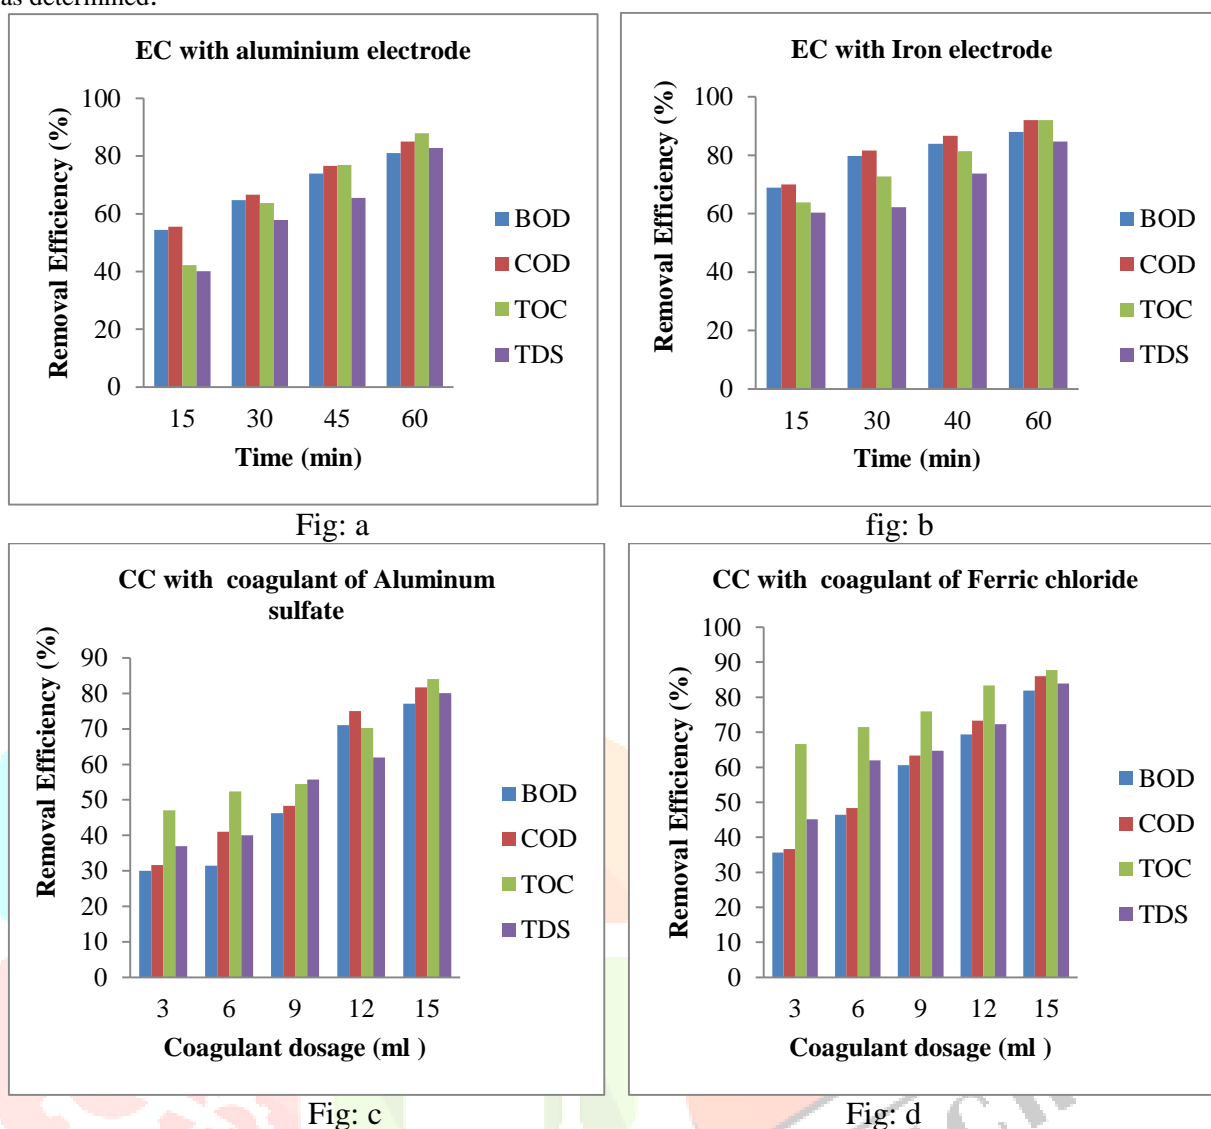 as determined.
EC with aluminium electrode
Removal Efficiency (%)
100
80
60
40
20
0
15 30 45 60
Time (min)
BOD
COD
TOC
TDS
Fig: a
EC with Iron electrode
Removal Efficiency (%)
100
80
60
40
20
0
15 30 40 60
Time (min)
BOD
COD
TOC
TDS
fig: b
CC with coagulant of Aluminum
sulfate
Removal Efficiency (%)
90
80
70
60
50
40
30
20
10
0
3 6 9 12 15
Coagulant dosage (ml )
BOD
COD
TOC
TDS
Fig: c
CC with coagulant of Ferric chloride
Removal Efficiency (%)
100
90
80
70
60
50
40
30
20
10
0
3 6 9 12 15
Coagulant dosage (ml )
BOD
COD
TOC
TDS
Fig: d